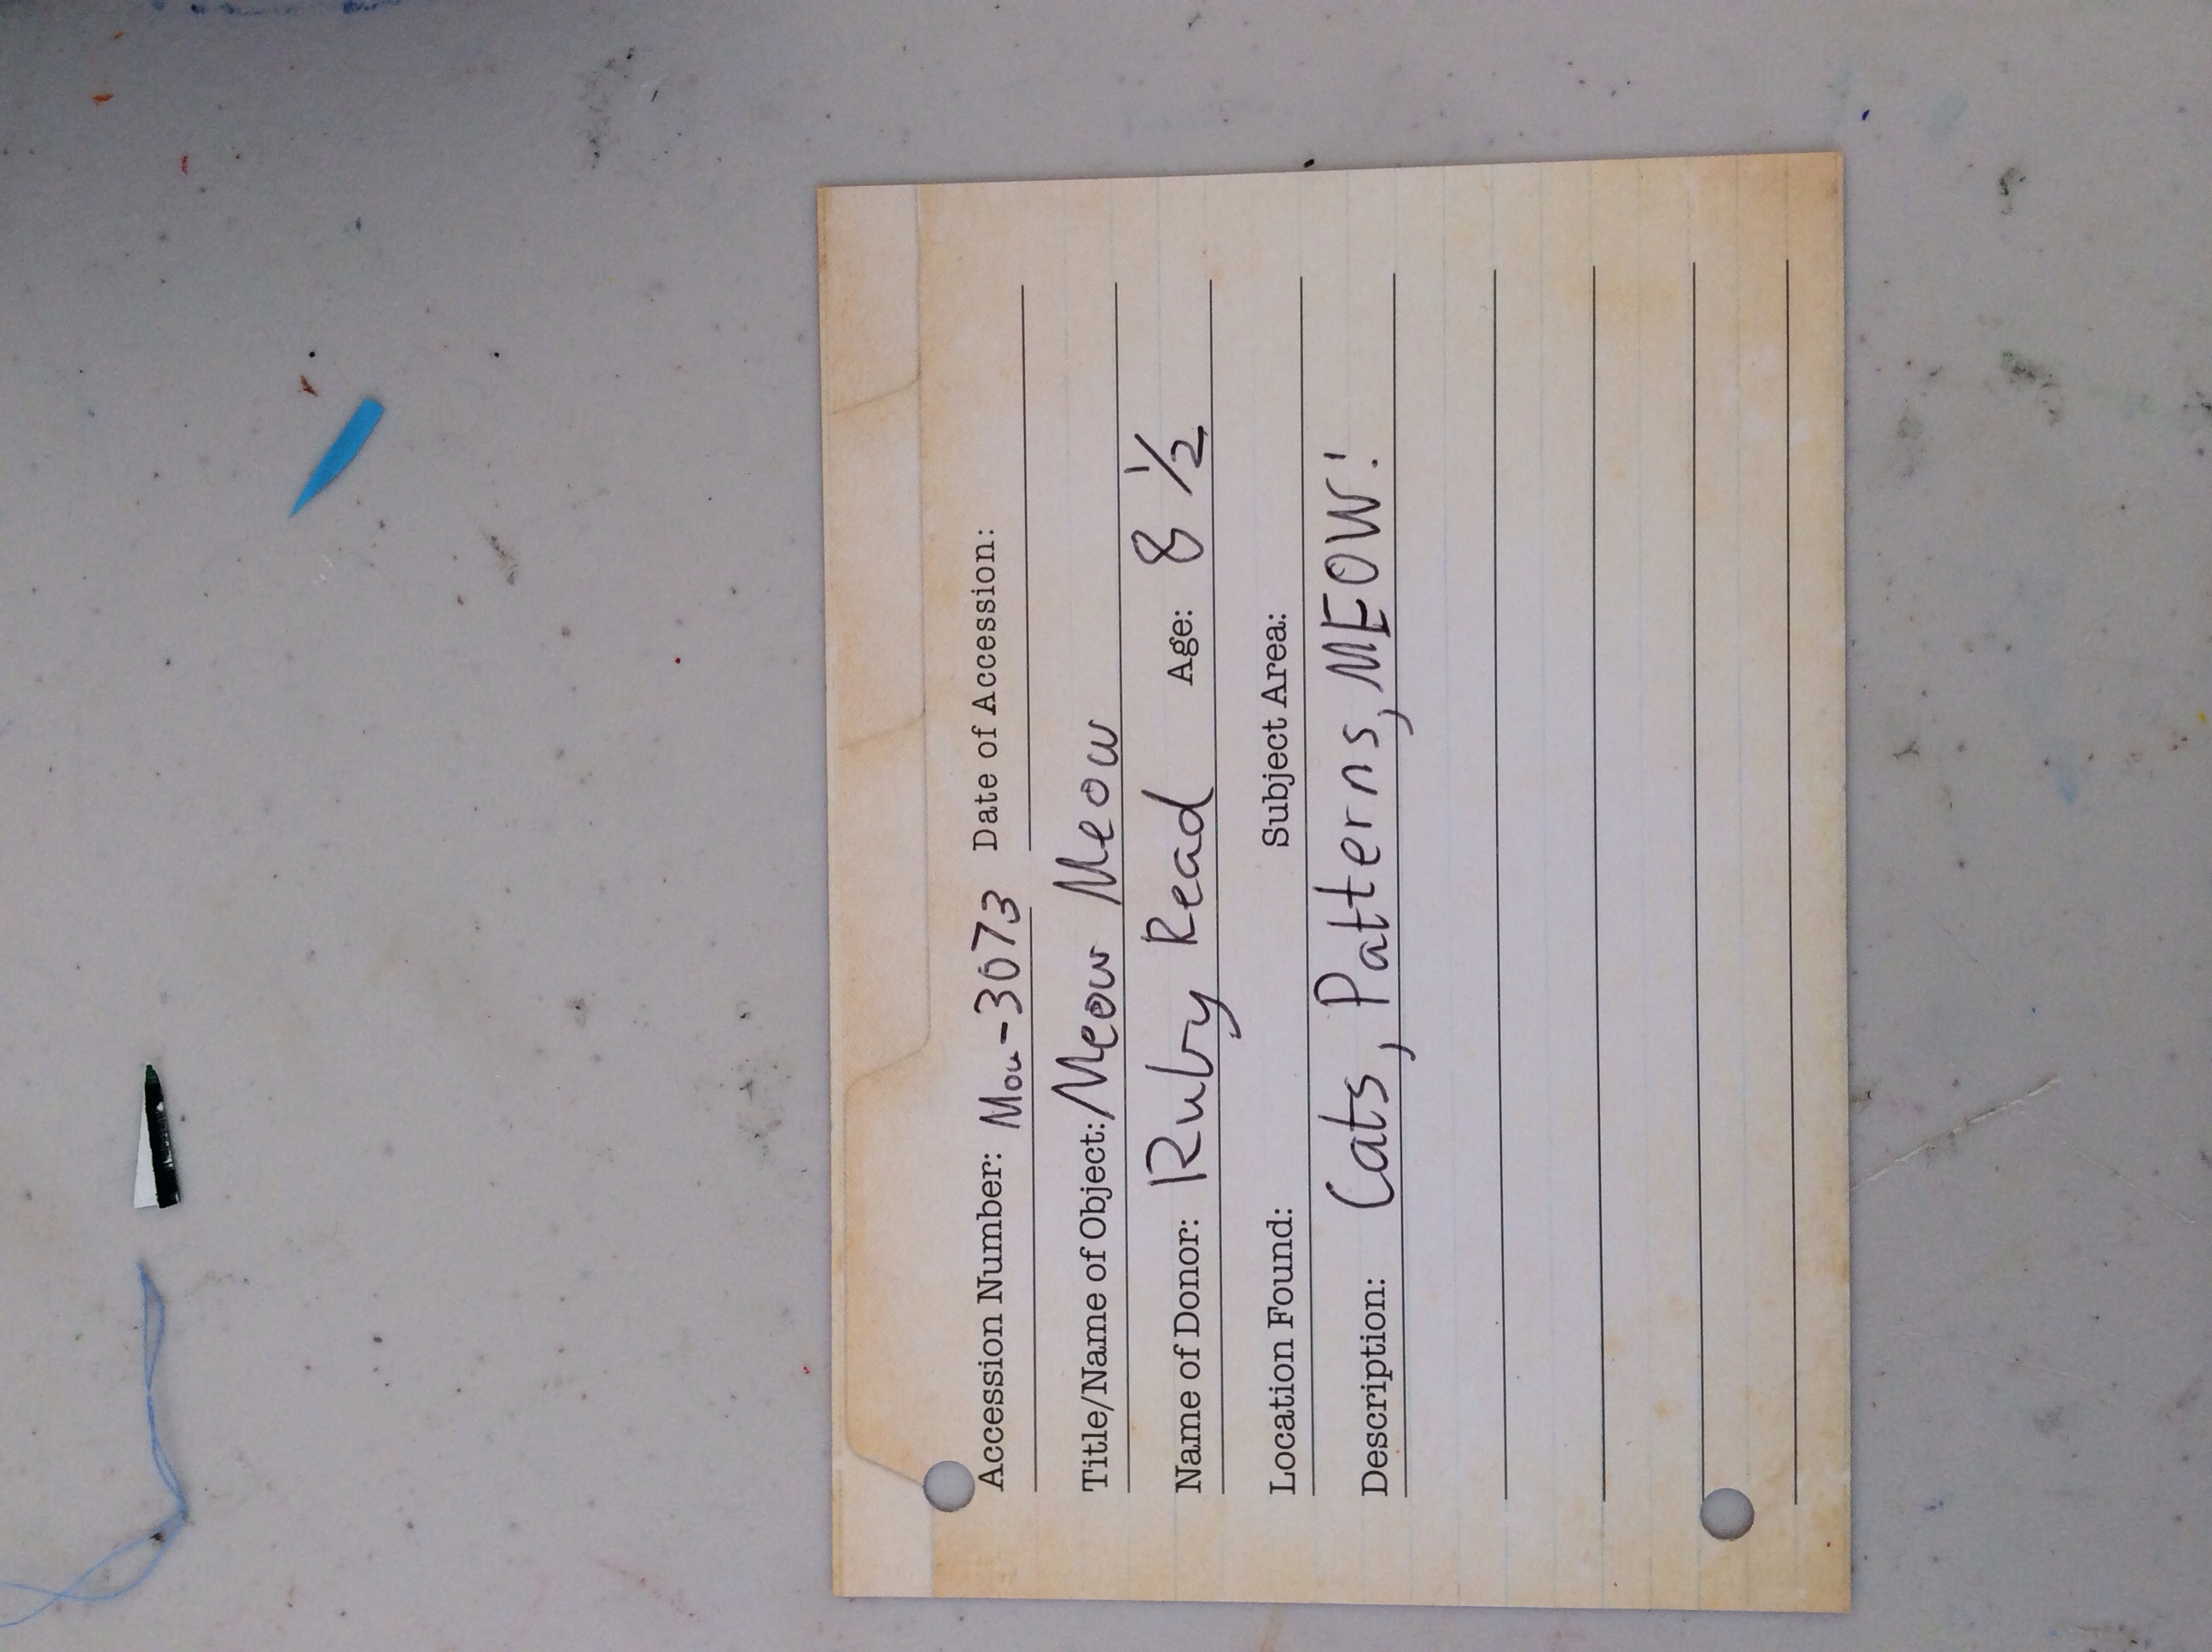 Accession Number: Mou-3073 Date of Accession:
Title/Name of Object: Meow Meow
Name of Donor: Ruby Read Age: 8 1/2
Location Found: Subject Area:
Description: Cats, Patterns, MEOW!